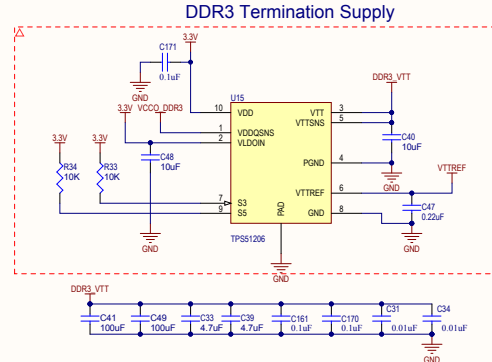 DDR3 Termination Supply
3.3V
C171
0.1uF
GND
3.3V VCCO_DDR3
DDR3_VTT
U15
10 VDD
VTT 3
VTTSNS 5
1 VDDQSNS
2 VLDOIN
C40
10uF
3.3V 3.3V
C48
10uF
PGND 4
GND
VTTREF
R34
10K
R33
10K
VTTREF 6
7 S3
9 S5
GND 8
PAD
C47
0.22uF
TPS51206
GND
GND
GND
DDR3_VTT
C41
100uF
C49
100uF
C33
4.7uF
C39
4.7uF
C161
0.1uF
C170
0.1uF
C31
0.01uF
C34
0.01uF
GND